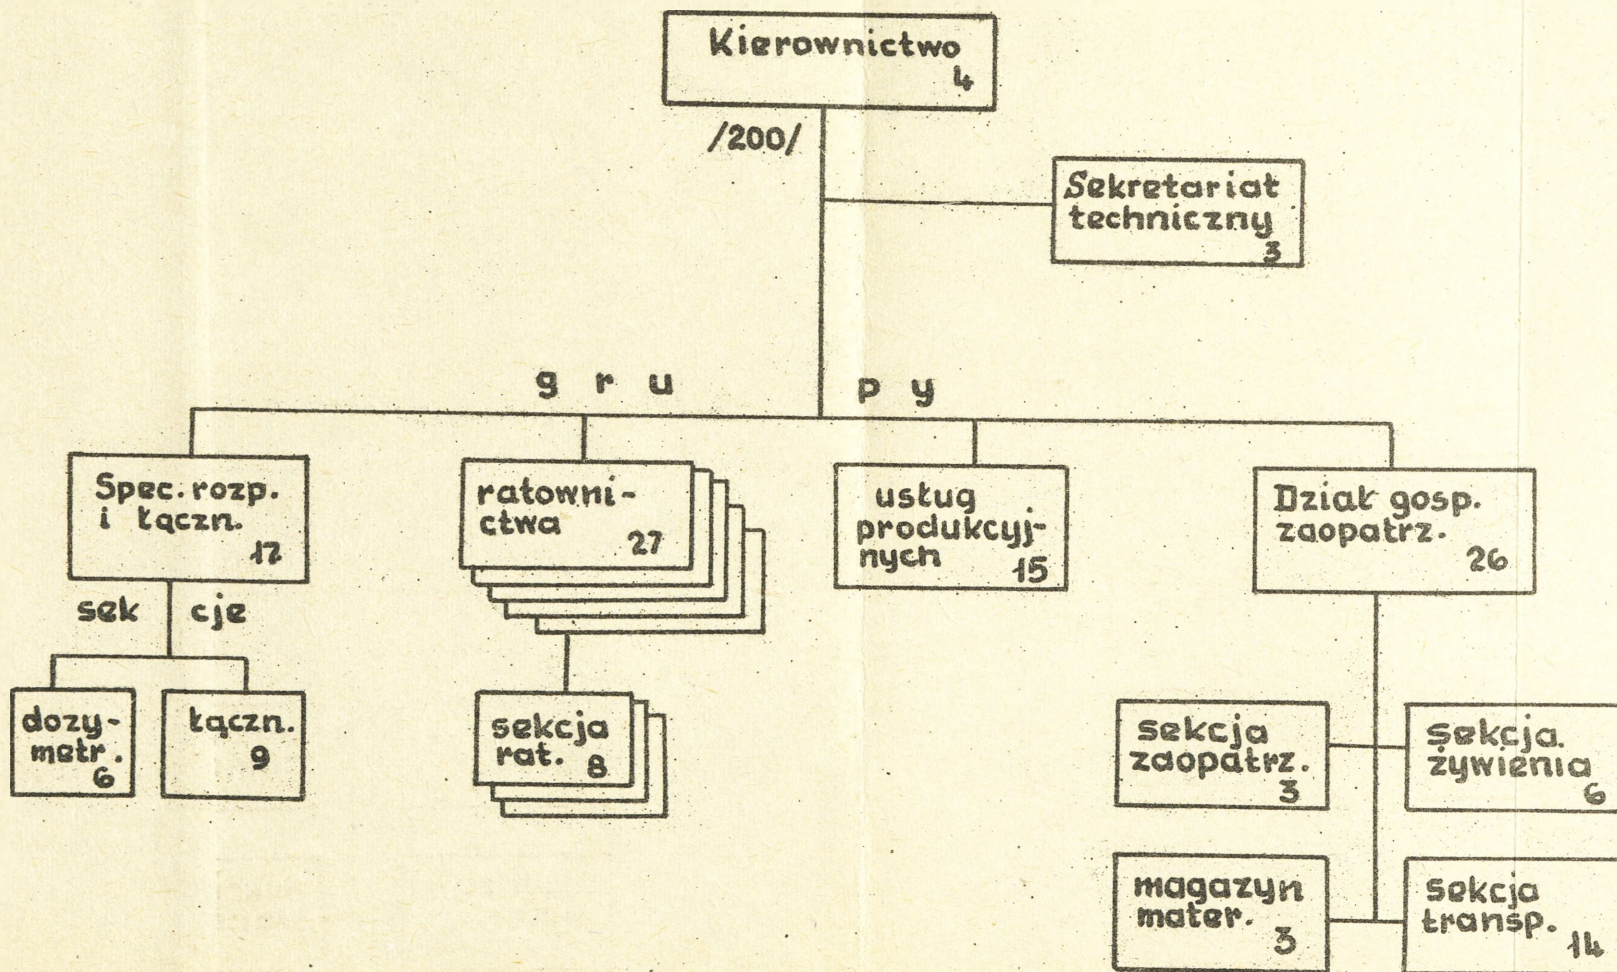 Kierownictwo
4
/200/
Sekretariat
techniczny
3
g r u p y
Spec. rozp.
i łączn.
17
ratowni-
ctwa
27
usług
produkcyj-
nych 15
Dział gosp.
zaopatrz.
26
sek cje
dozy-
metr.
6
łączn.
9
sekcja
rat. 8
sekcja
zaopatrz.
3
sekcja
żywienia
6
magazyn
mater.
3
sekcja
transp.
14